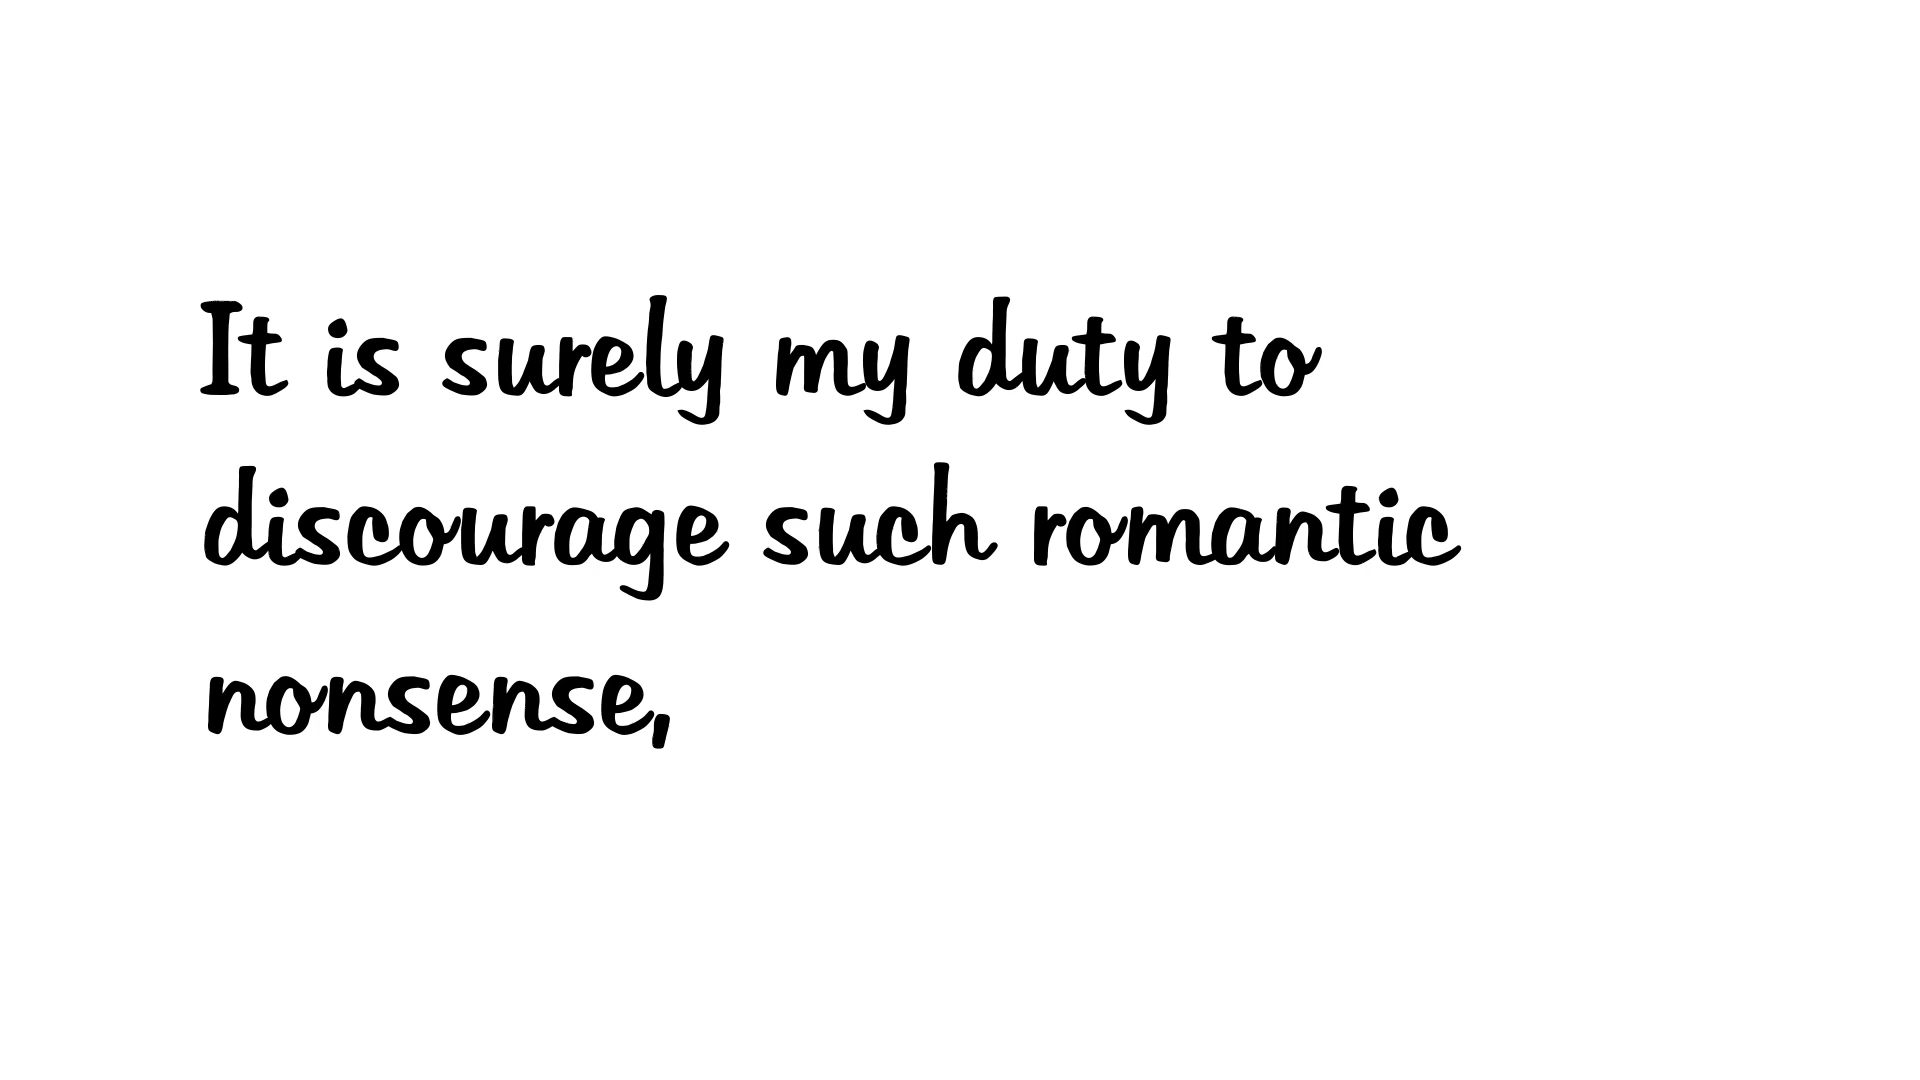 It is surely my duty to
discourage such romantic
nonsense,